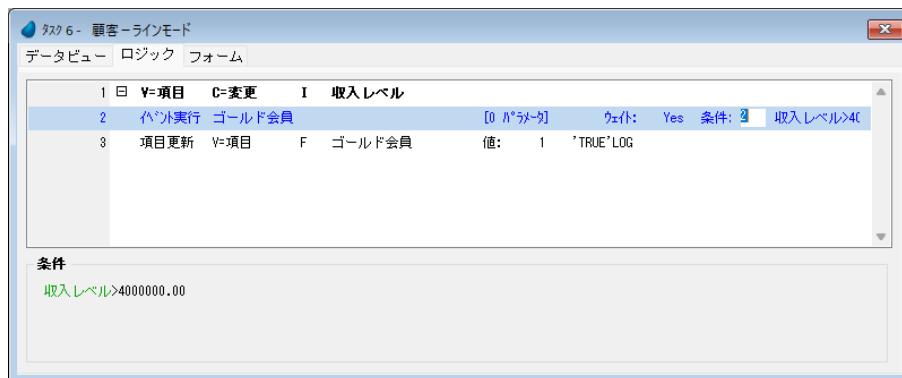 タスク6 - 顧客－ラインモード
データビュー ロジック フォーム
1 V=項目 C=変更 I 収入レベル
2 イベント実行 ゴールド会員 [0 パラメータ] ウェイト: Yes 条件: 2 収入レベル>40
3 項目更新 V=項目 F ゴールド会員 値: 1 'TRUE'LOG
条件
収入レベル>4000000.00